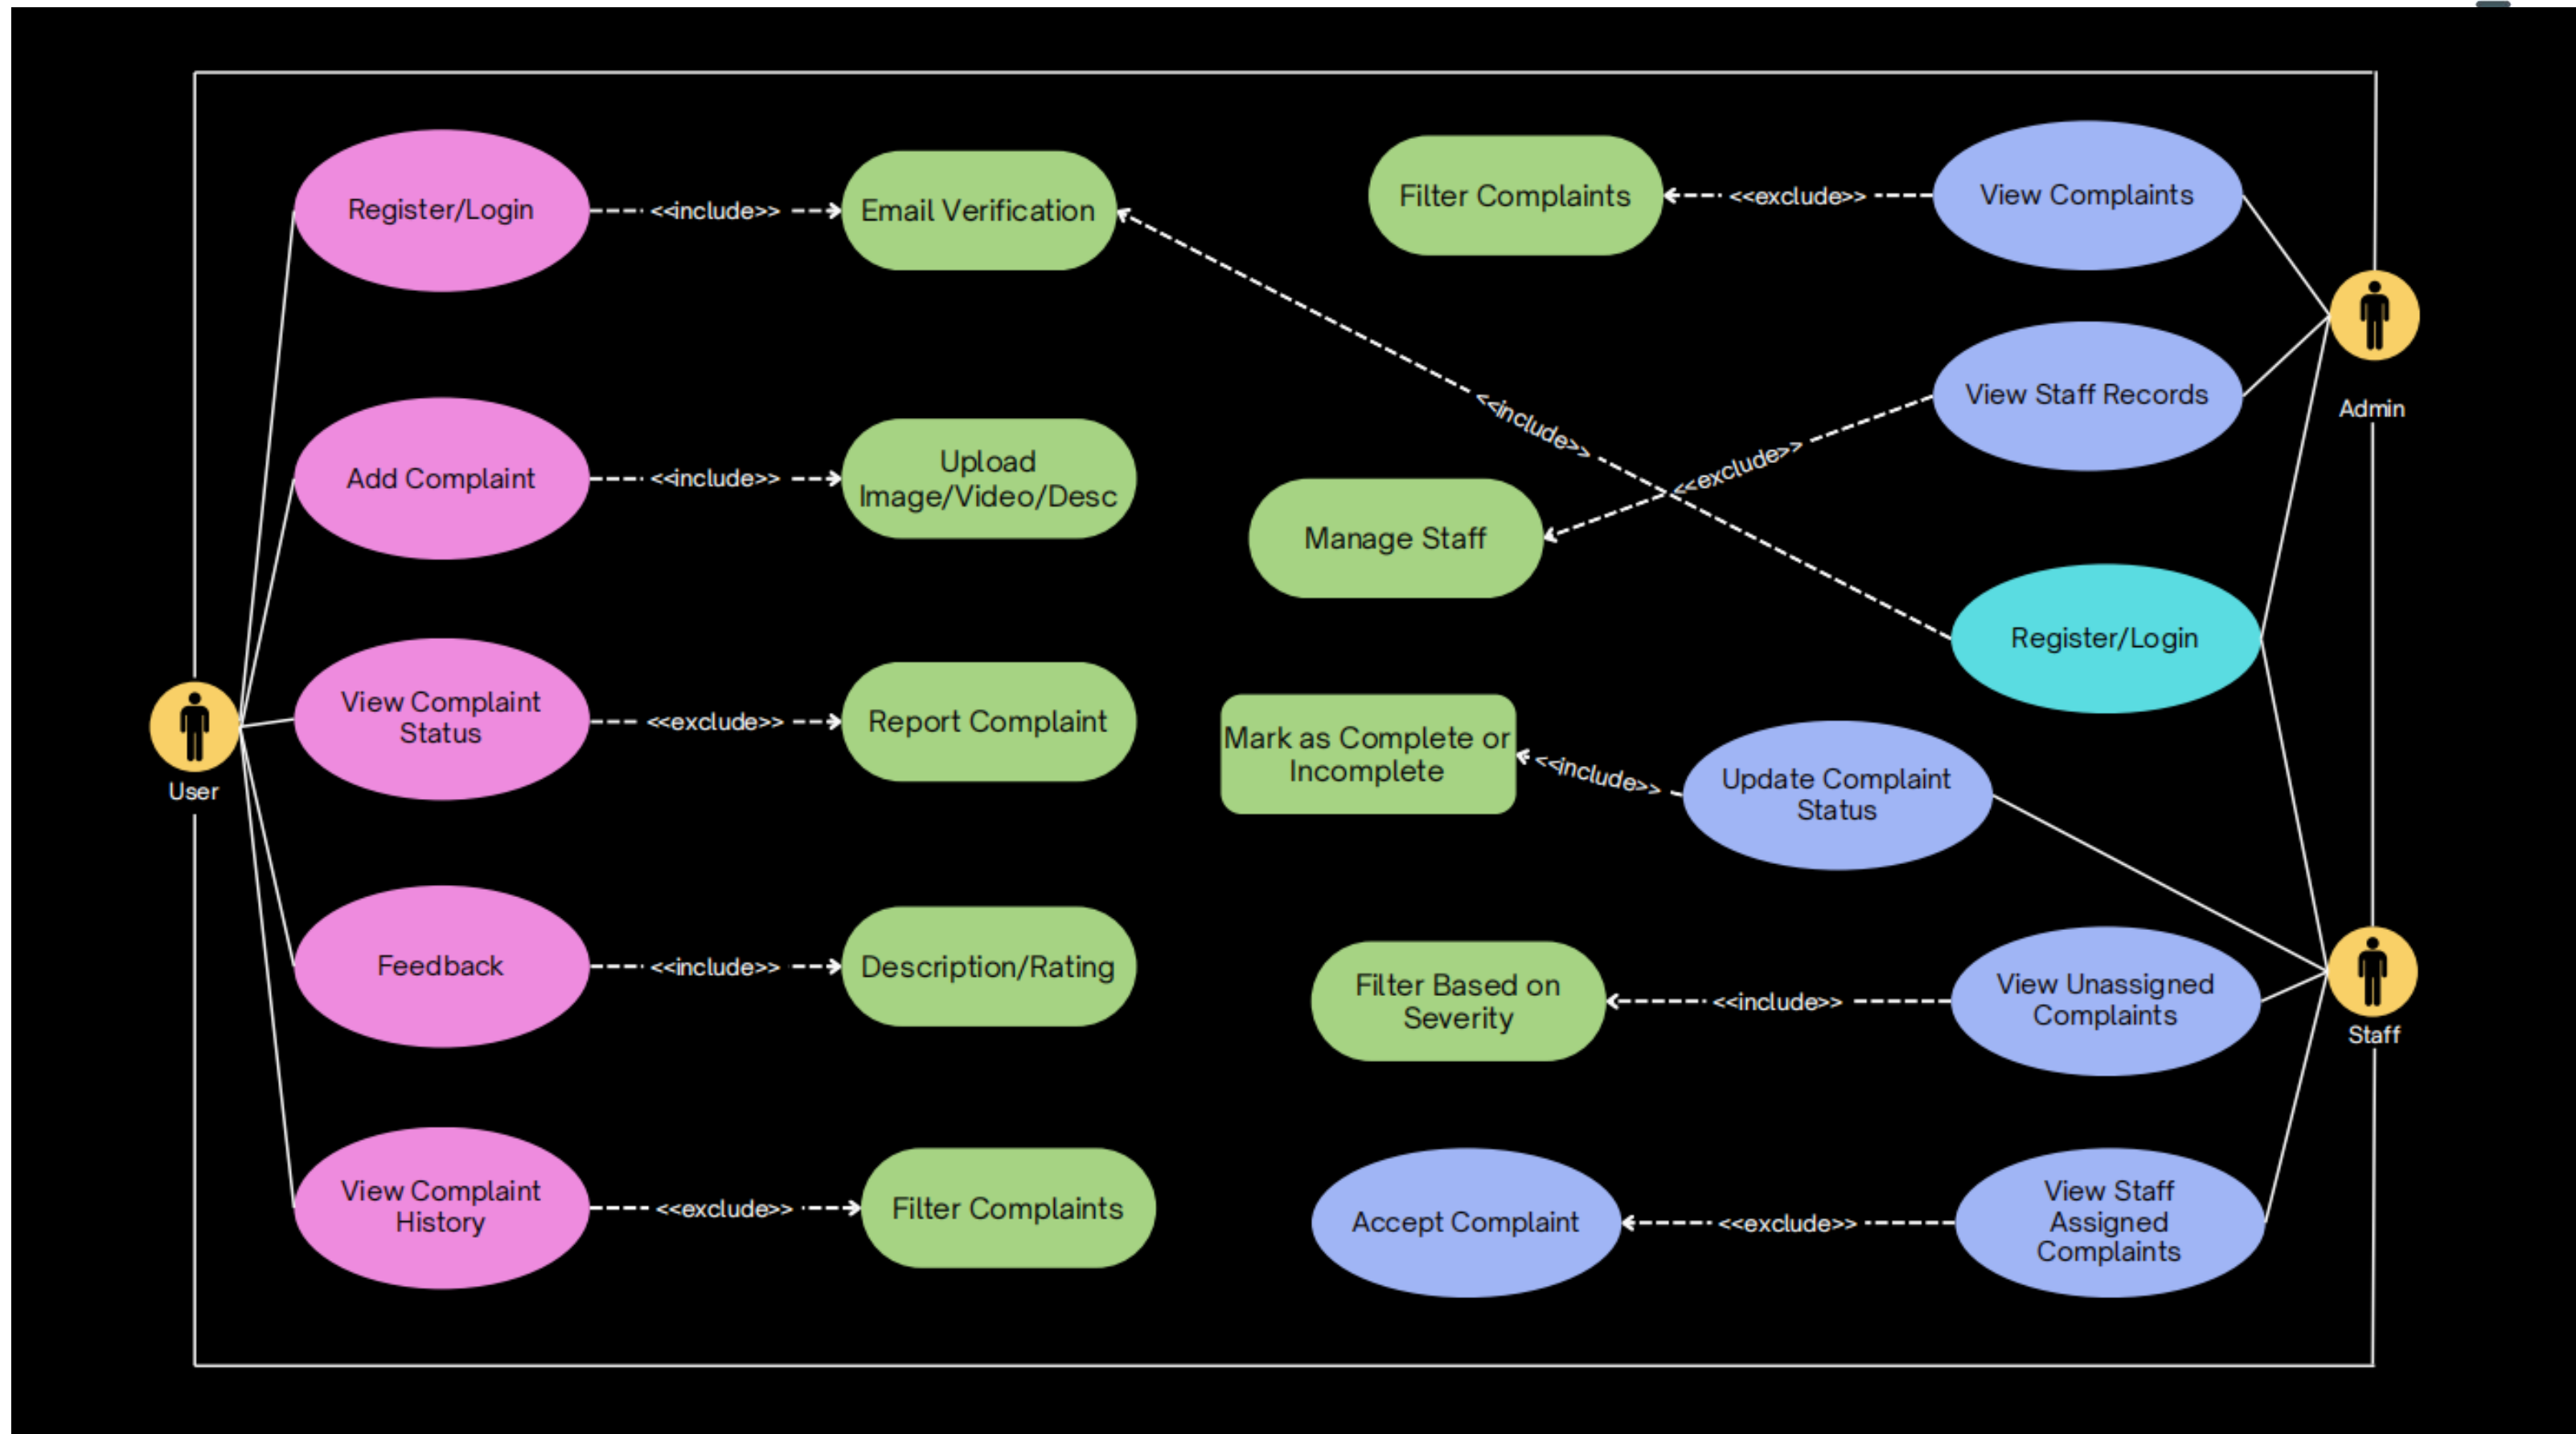 Register/Login
<<include>>
Email Verification
Filter Complaints
<<exclude>>
View Complaints
Admin
View Staff Records
<<include>>
<<exclude>>
Add Complaint
<<include>>
Upload
Image/Video/Desc
Manage Staff
Register/Login
View Complaint
Status
<<exclude>>
Report Complaint
Mark as Complete or
Incomplete
<<include>>
Update Complaint
Status
User
Feedback
<<include>>
Description/Rating
Filter Based on
Severity
<<include>>
View Unassigned
Complaints
Staff
View Complaint
History
<<exclude>>
Filter Complaints
Accept Complaint
<<exclude>>
View Staff
Assigned
Complaints